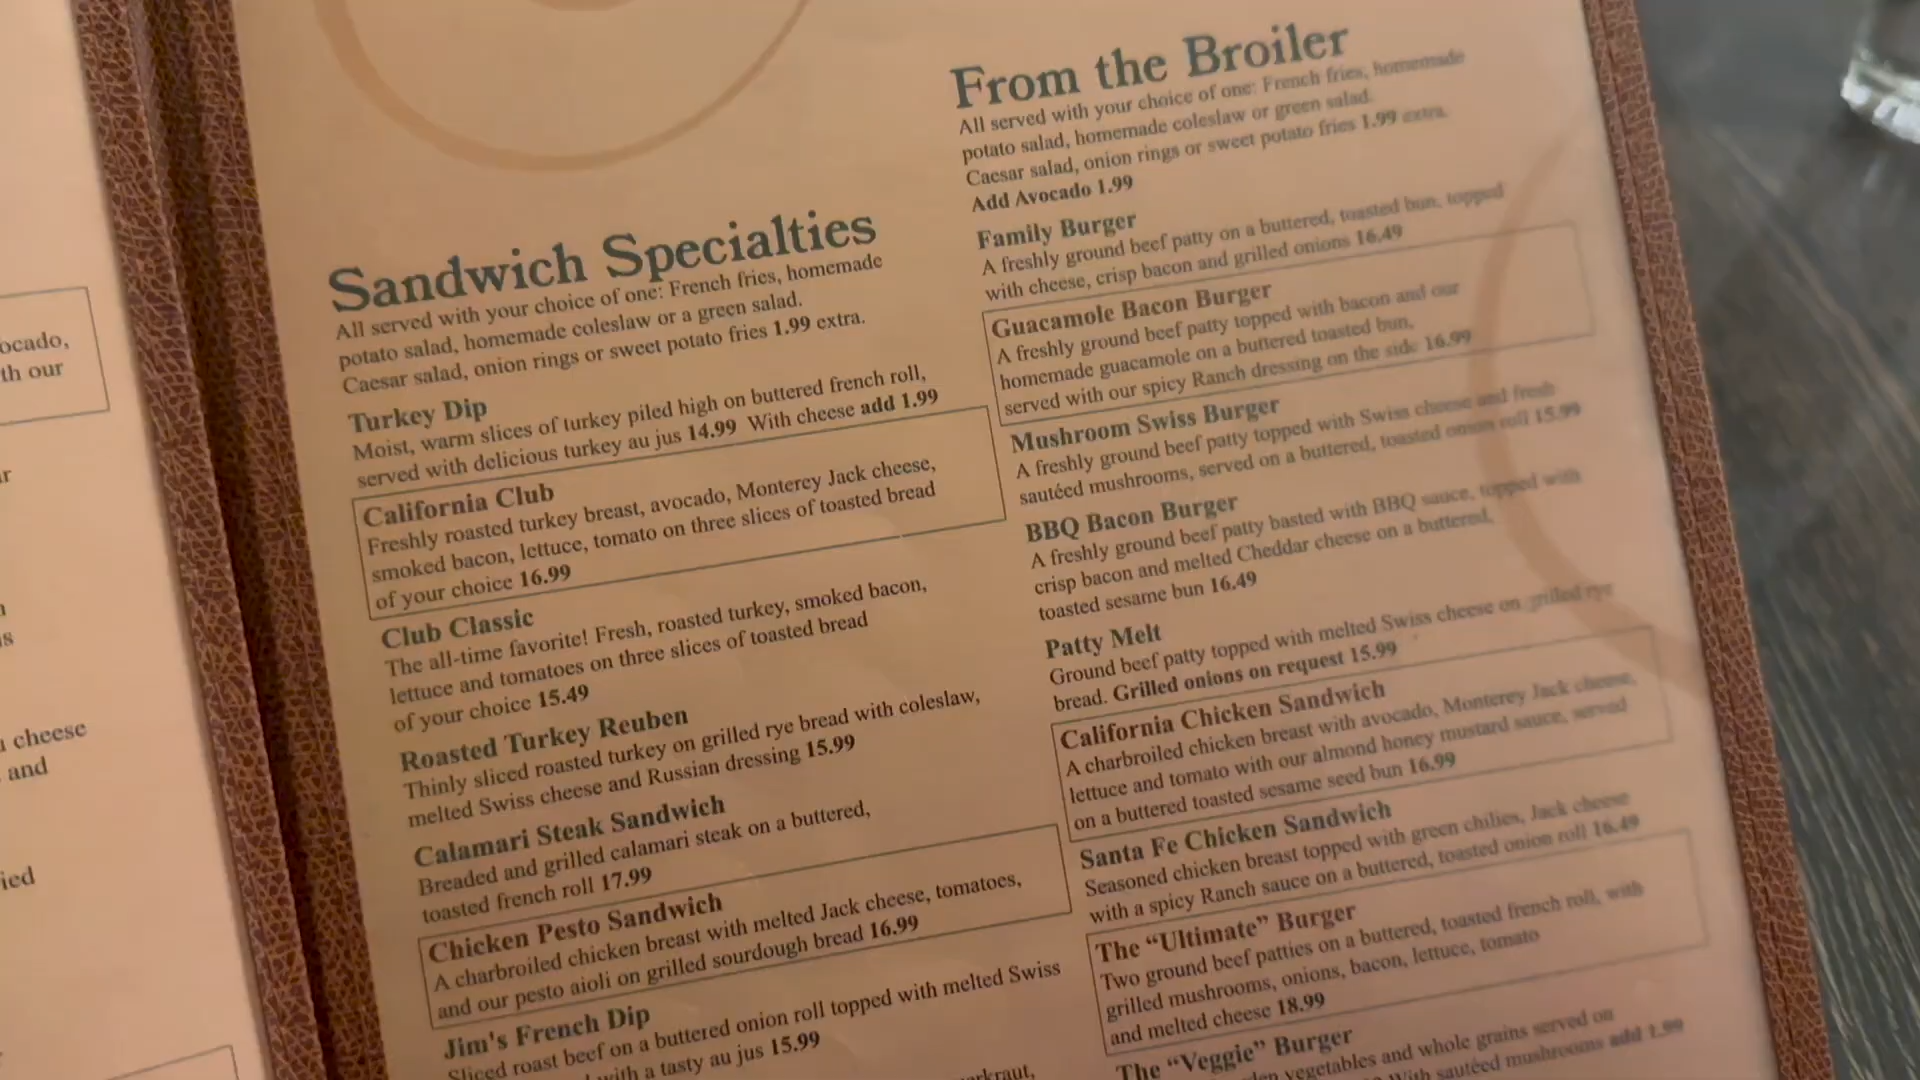 ocado,
th our
cheese
and
ied
Sandwich Specialties
All served with your choice of one: French fries, homemade
potato salad, homemade coleslaw or a green salad.
Caesar salad, onion rings or sweet potato fries 1.99 extra.
Turkey Dip
Moist, warm slices of turkey piled high on buttered french roll,
served with delicious turkey au jus 14.99 With cheese add 1.99
California Club
Freshly roasted turkey breast, avocado, Monterey Jack cheese,
smoked bacon, lettuce, tomato on three slices of toasted bread
of your choice 16.99
Club Classic
The all-time favorite! Fresh, roasted turkey, smoked bacon,
lettuce and tomatoes on three slices of toasted bread
of your choice 15.49
Roasted Turkey Reuben
Thinly sliced roasted turkey on grilled rye bread with coleslaw,
melted Swiss cheese and Russian dressing 15.99
Calamari Steak Sandwich
Breaded and grilled calamari steak on a buttered,
toasted french roll 17.99
Chicken Pesto Sandwich
A charbroiled chicken breast with melted Jack cheese, tomatoes,
and our pesto aioli on grilled sourdough bread 16.99
Jim's French Dip
Sliced roast beef on a buttered onion roll topped with melted Swiss
with a tasty au jus 15.99
From the Broiler
All served with your choice of one: French fries, homemade
potato salad, homemade coleslaw or green salad.
Caesar salad, onion rings or sweet potato fries 1.99 extra.
Add Avocado 1.99
Family Burger
A freshly ground beef patty on a buttered, toasted bun, topped
with cheese, crisp bacon and grilled onions 16.49
Guacamole Bacon Burger
A freshly ground beef patty topped with bacon and our
homemade guacamole on a buttered toasted bun,
served with our spicy Ranch dressing on the side 16.99
Mushroom Swiss Burger
A freshly ground beef patty topped with Swiss cheese and fresh
sautéed mushrooms, served on a buttered, toasted onion roll 15.99
BBQ Bacon Burger
A freshly ground beef patty basted with BBQ sauce, topped with
crisp bacon and melted Cheddar cheese on a buttered,
toasted sesame bun 16.49
Patty Melt
Ground beef patty topped with melted Swiss cheese on grilled rye
bread. Grilled onions on request 15.99
California Chicken Sandwich
A charbroiled chicken breast with avocado, Monterey Jack cheese,
lettuce and tomato with our almond honey mustard sauce, served
on a buttered toasted sesame seed bun 16.99
Santa Fe Chicken Sandwich
Seasoned chicken breast topped with green chilies, Jack cheese
with a spicy Ranch sauce on a buttered, toasted onion roll 16.49
The “Ultimate” Burger
Two ground beef patties on a buttered, toasted french roll, with
grilled mushrooms, onions, bacon, lettuce, tomato
and melted cheese 18.99
The “Veggie” Burger
vegetables and whole grains served on
With sautéed mushrooms add 1.99